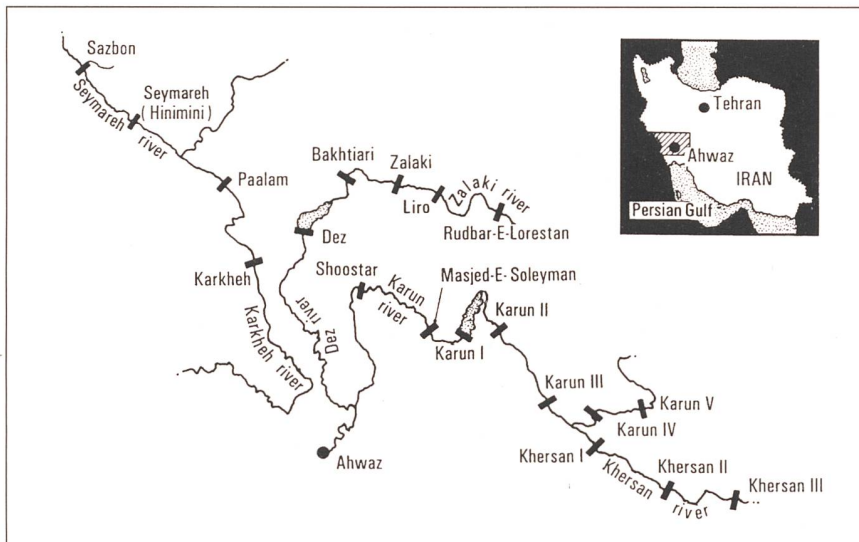 Sazbon
Seymareh
(Hinimini)
Seymareh
river
Paalam
Karkheh
Karkheh
river
Bakhtiari
Zalaki
Liro
Zalaki river
Rudbar-E-Lorestan
Dez
Dez
river
Shoostar
Karun
river
Masjed-E-Soleyman
Karun I
Karun II
Karun III
Karun V
Karun IV
Khersan I
Khersan
river
Khersan II
Khersan III
Ahwaz
Tehran
Ahwaz
IRAN
Persian Gulf